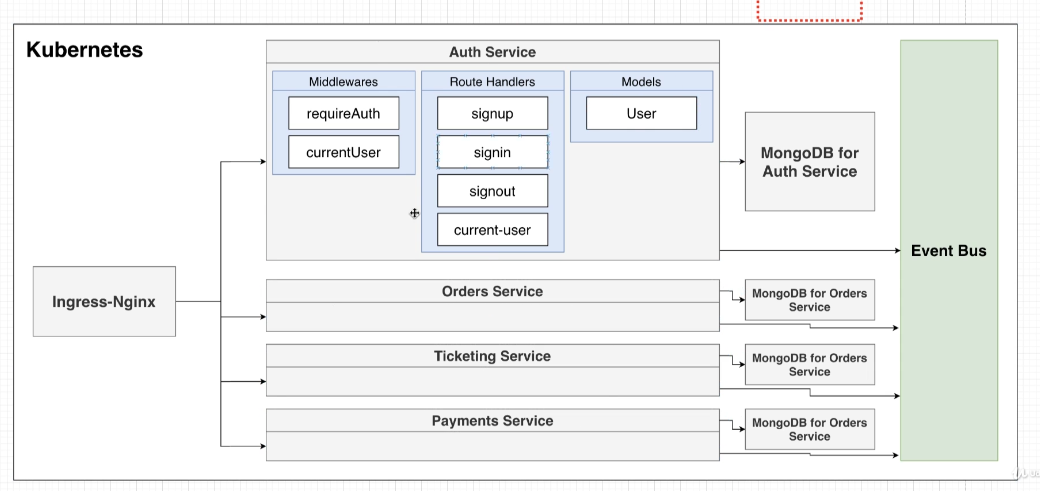 Kubernetes
Auth Service
Middlewares
requireAuth
currentUser
Route Handlers
signup
signin
signout
current-user
Models
User
MongoDB for
Auth Service
Event Bus
Ingress-Nginx
Orders Service
MongoDB for Orders
Service
Ticketing Service
MongoDB for Orders
Service
Payments Service
MongoDB for Orders
Service